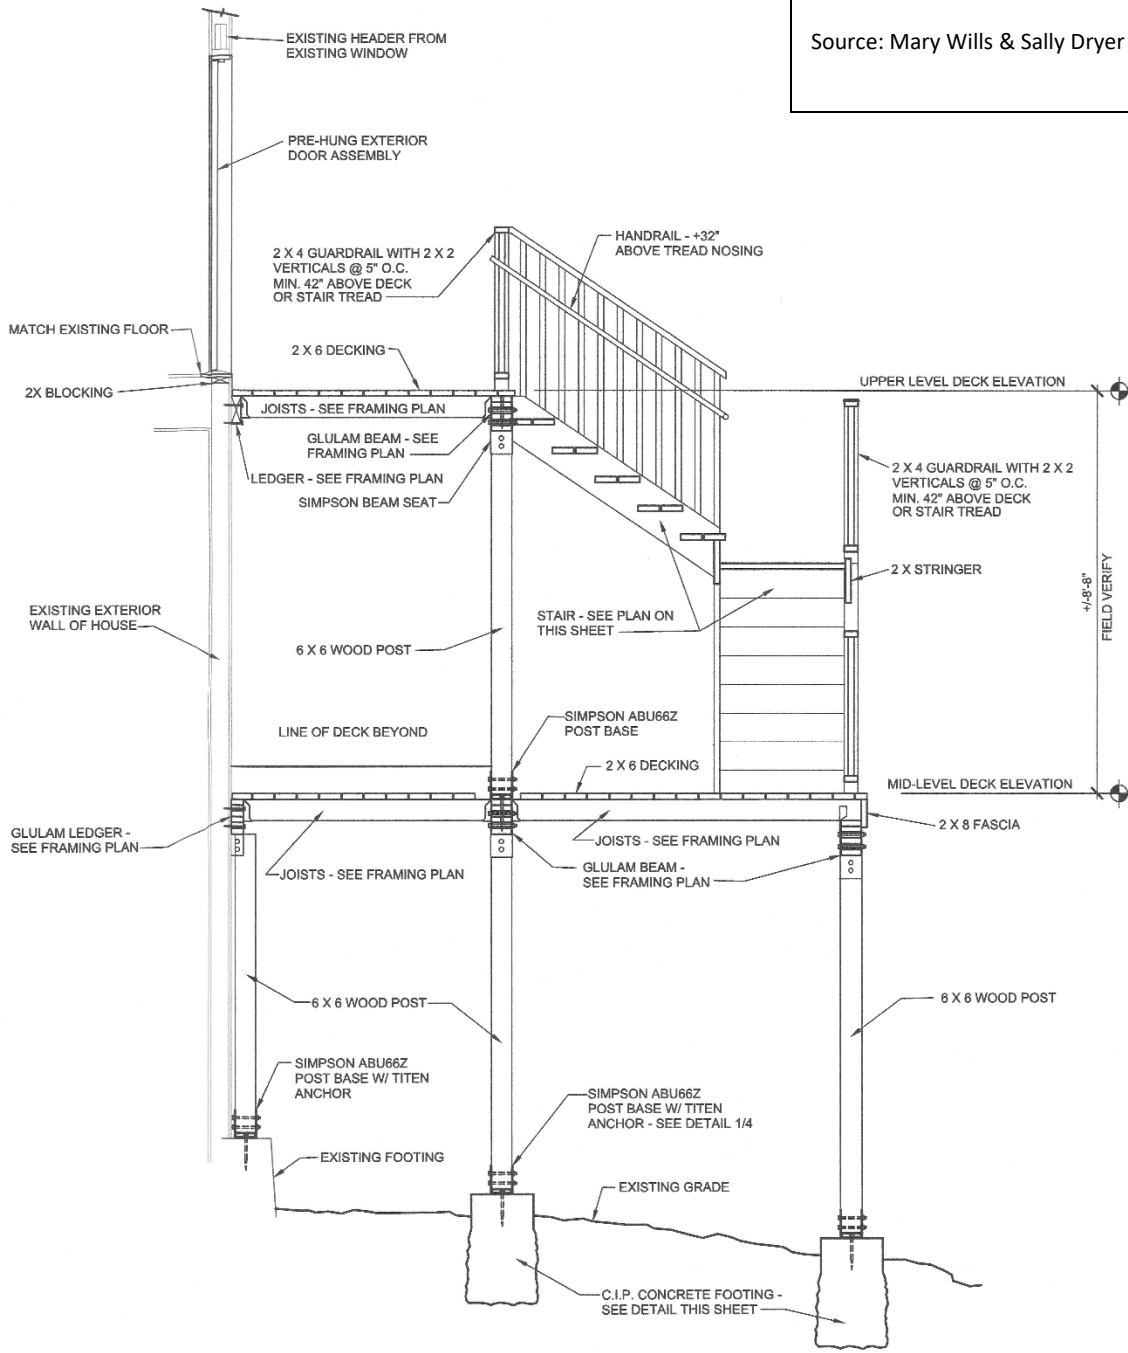 Source: Mary Wills & Sally Dryer
EXISTING HEADER FROM
EXISTING WINDOW
PRE-HUNG EXTERIOR
DOOR ASSEMBLY
2 X 4 GUARDRAIL WITH 2 X 2
VERTICALS @ 5" O.C.
MIN. 42" ABOVE DECK
OR STAIR TREAD
HANDRAIL - +32"
ABOVE TREAD NOSING
MATCH EXISTING FLOOR
2 X 6 DECKING
2X BLOCKING
UPPER LEVEL DECK ELEVATION
JOISTS - SEE FRAMING PLAN
GLULAM BEAM - SEE
FRAMING PLAN
LEDGER - SEE FRAMING PLAN
SIMPSON BEAM SEAT
2 X 4 GUARDRAIL WITH 2 X 2
VERTICALS @ 5" O.C.
MIN. 42" ABOVE DECK
OR STAIR TREAD
2 X STRINGER
+/-8'-8"
FIELD VERIFY
EXISTING EXTERIOR
WALL OF HOUSE
STAIR - SEE PLAN ON
THIS SHEET
6 X 6 WOOD POST
SIMPSON ABU66Z
POST BASE
LINE OF DECK BEYOND
2 X 6 DECKING
MID-LEVEL DECK ELEVATION
GLULAM LEDGER -
SEE FRAMING PLAN
2 X 8 FASCIA
JOISTS - SEE FRAMING PLAN
JOISTS - SEE FRAMING PLAN
GLULAM BEAM -
SEE FRAMING PLAN
6 X 6 WOOD POST
6 X 6 WOOD POST
SIMPSON ABU66Z
POST BASE W/ TITEN
ANCHOR
SIMPSON ABU66Z
POST BASE W/ TITEN
ANCHOR - SEE DETAIL 1/4
EXISTING FOOTING
EXISTING GRADE
C.I.P. CONCRETE FOOTING -
SEE DETAIL THIS SHEET